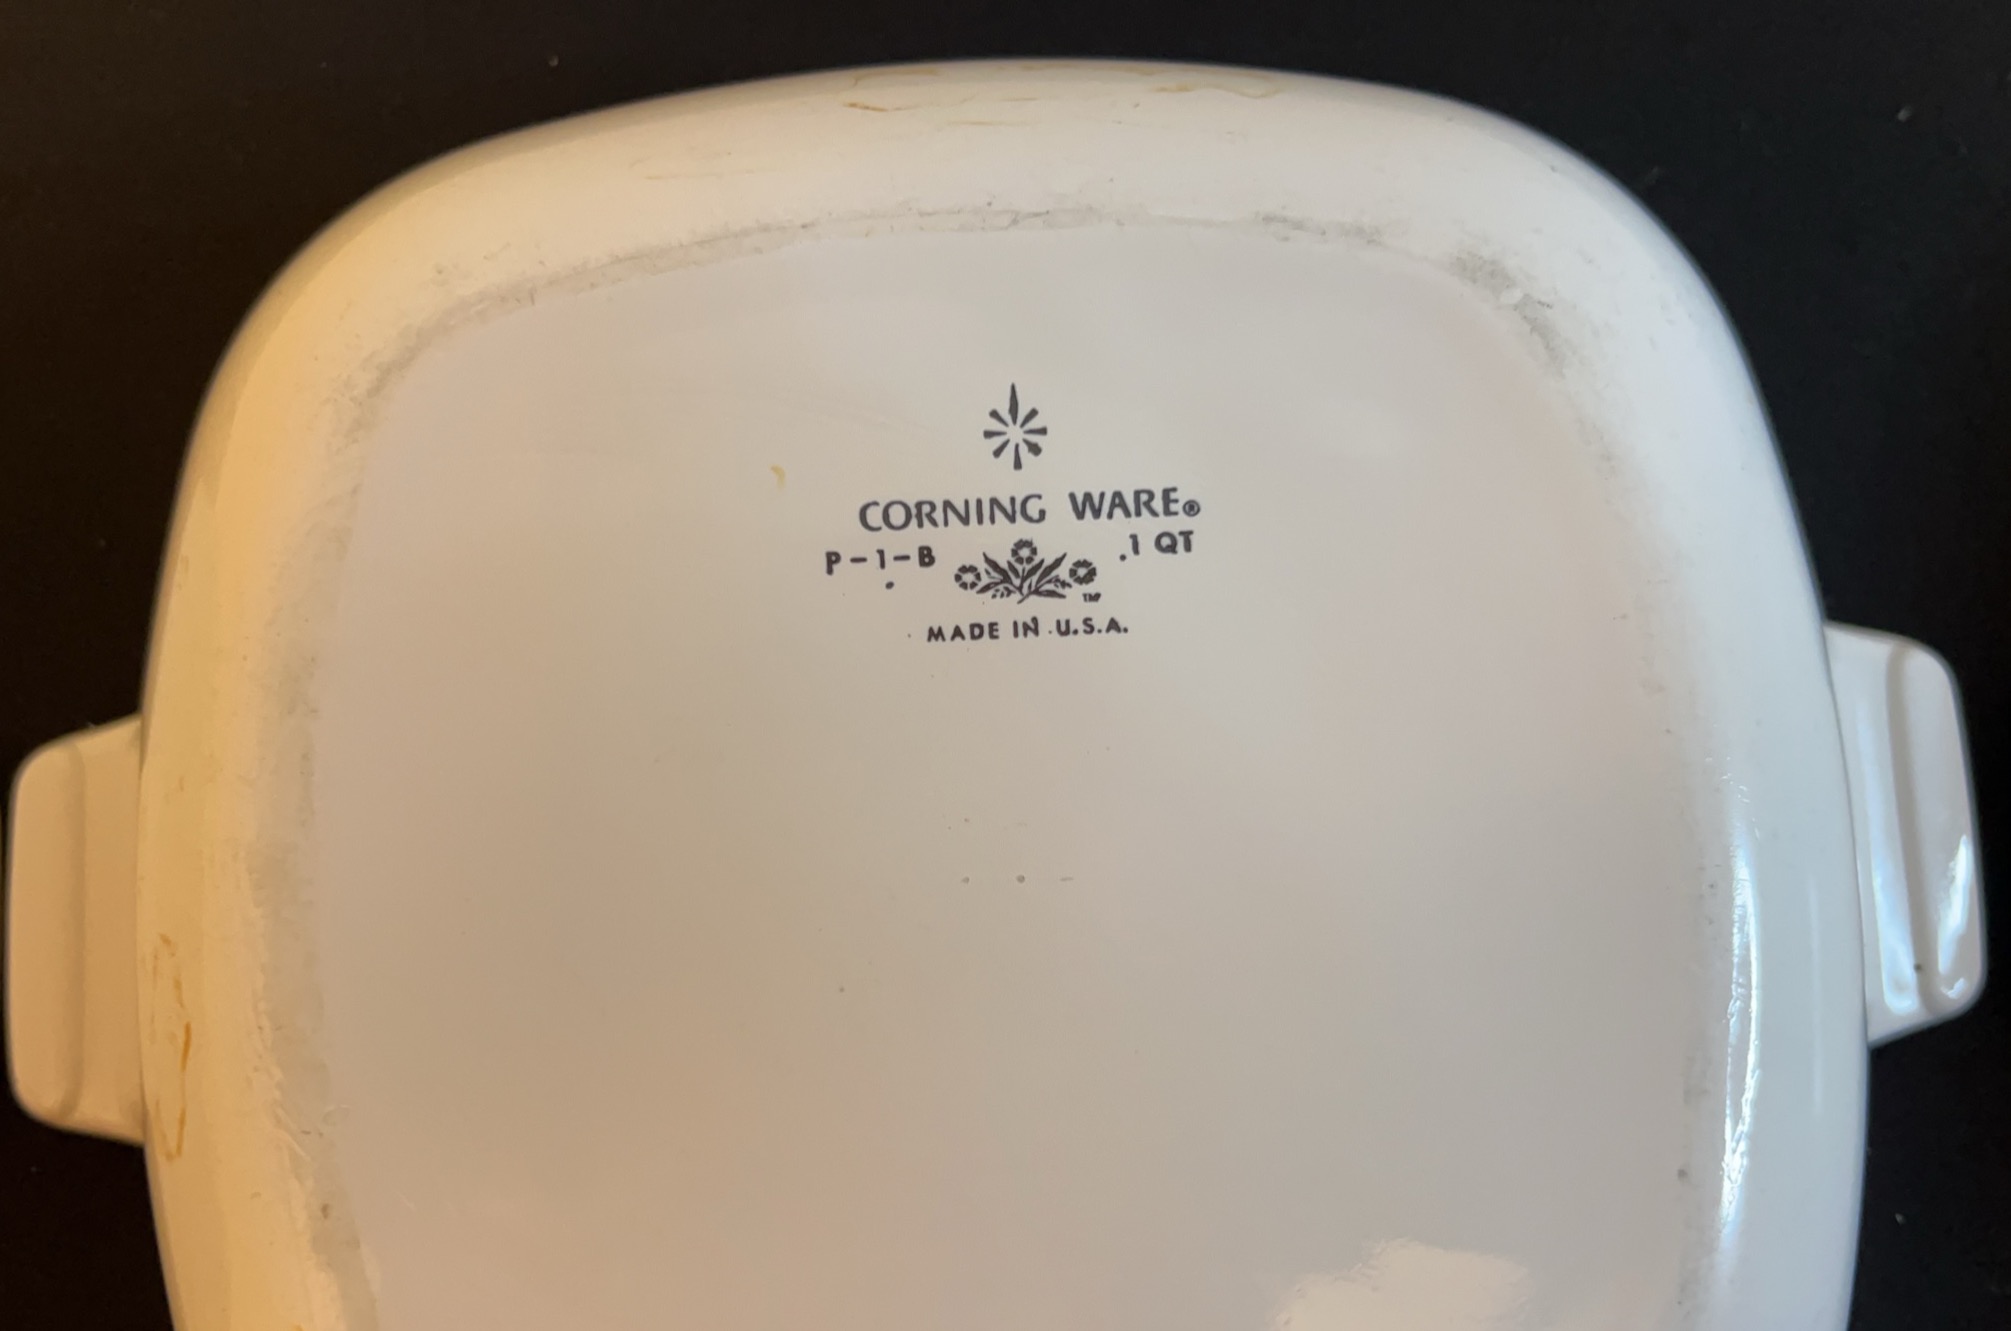 CORNING WARE®
P-1-B 1 QT
TM
MADE IN U.S.A.